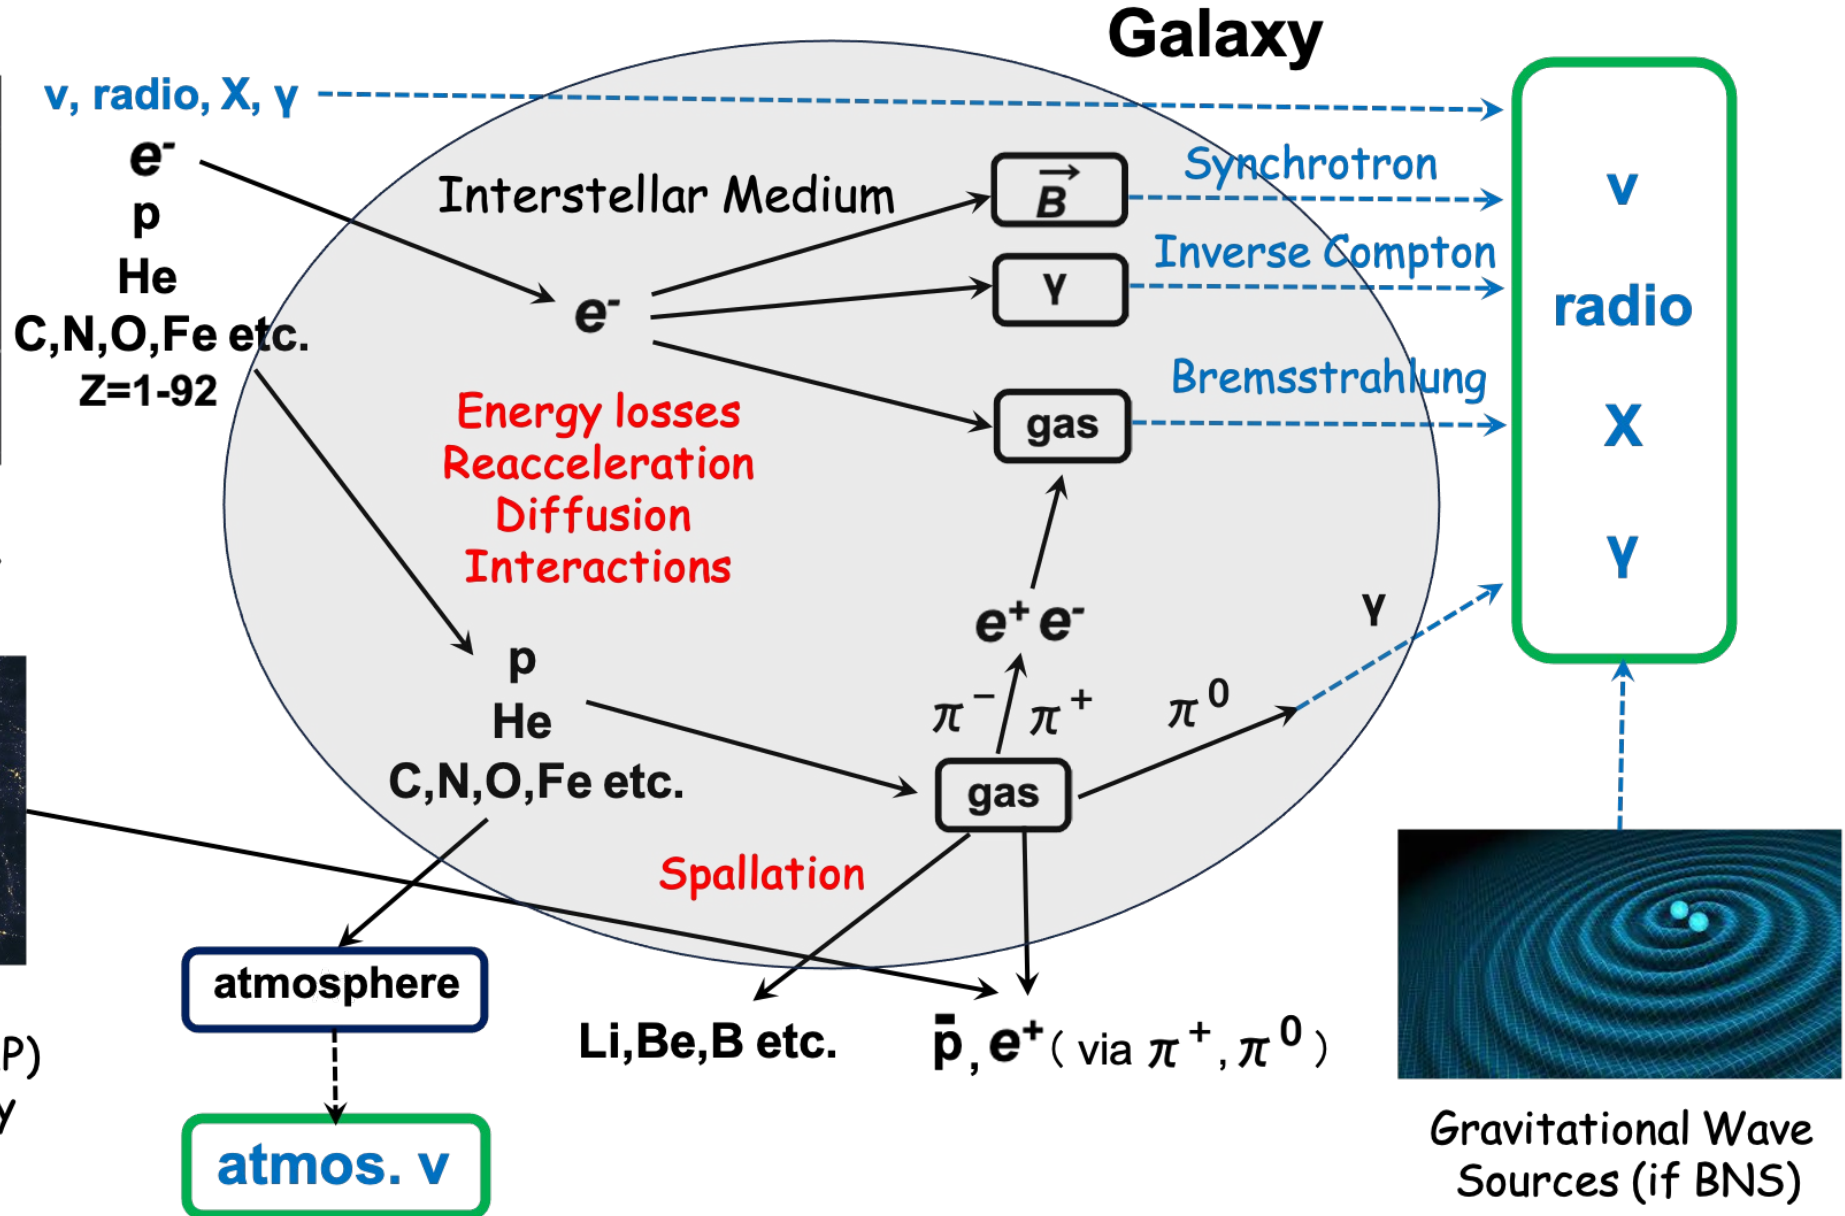 Galaxy
v, radio, X, γ
e-
p
He
C,N,O,Fe etc.
Z=1-92
Interstellar Medium
e-
B
γ
gas
Synchrotron
Inverse Compton
Bremsstrahlung
v
radio
X
γ
Energy losses
Reacceleration
Diffusion
Interactions
e+ e-
γ
π− π+
π0
p
He
C,N,O,Fe etc.
gas
Spallation
atmosphere
atmos. v
Li,Be,B etc.
p̄, e+ ( via π+, π0 )
P)
y
Gravitational Wave
Sources (if BNS)